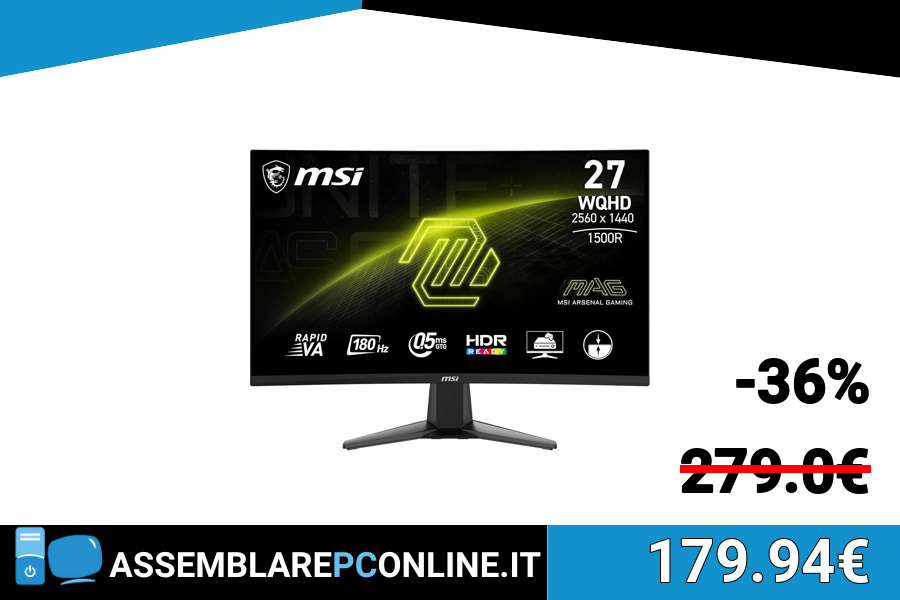 msi
27
WQHD
2560 x 1440
1500R
MAG
MSI ARSENAL GAMING
RAPID
VA
180Hz
0.5ms
GTG
HDR
READY
msi
-36%
279.0€
ASSEMBLAREPCONLINE.IT
179.94€